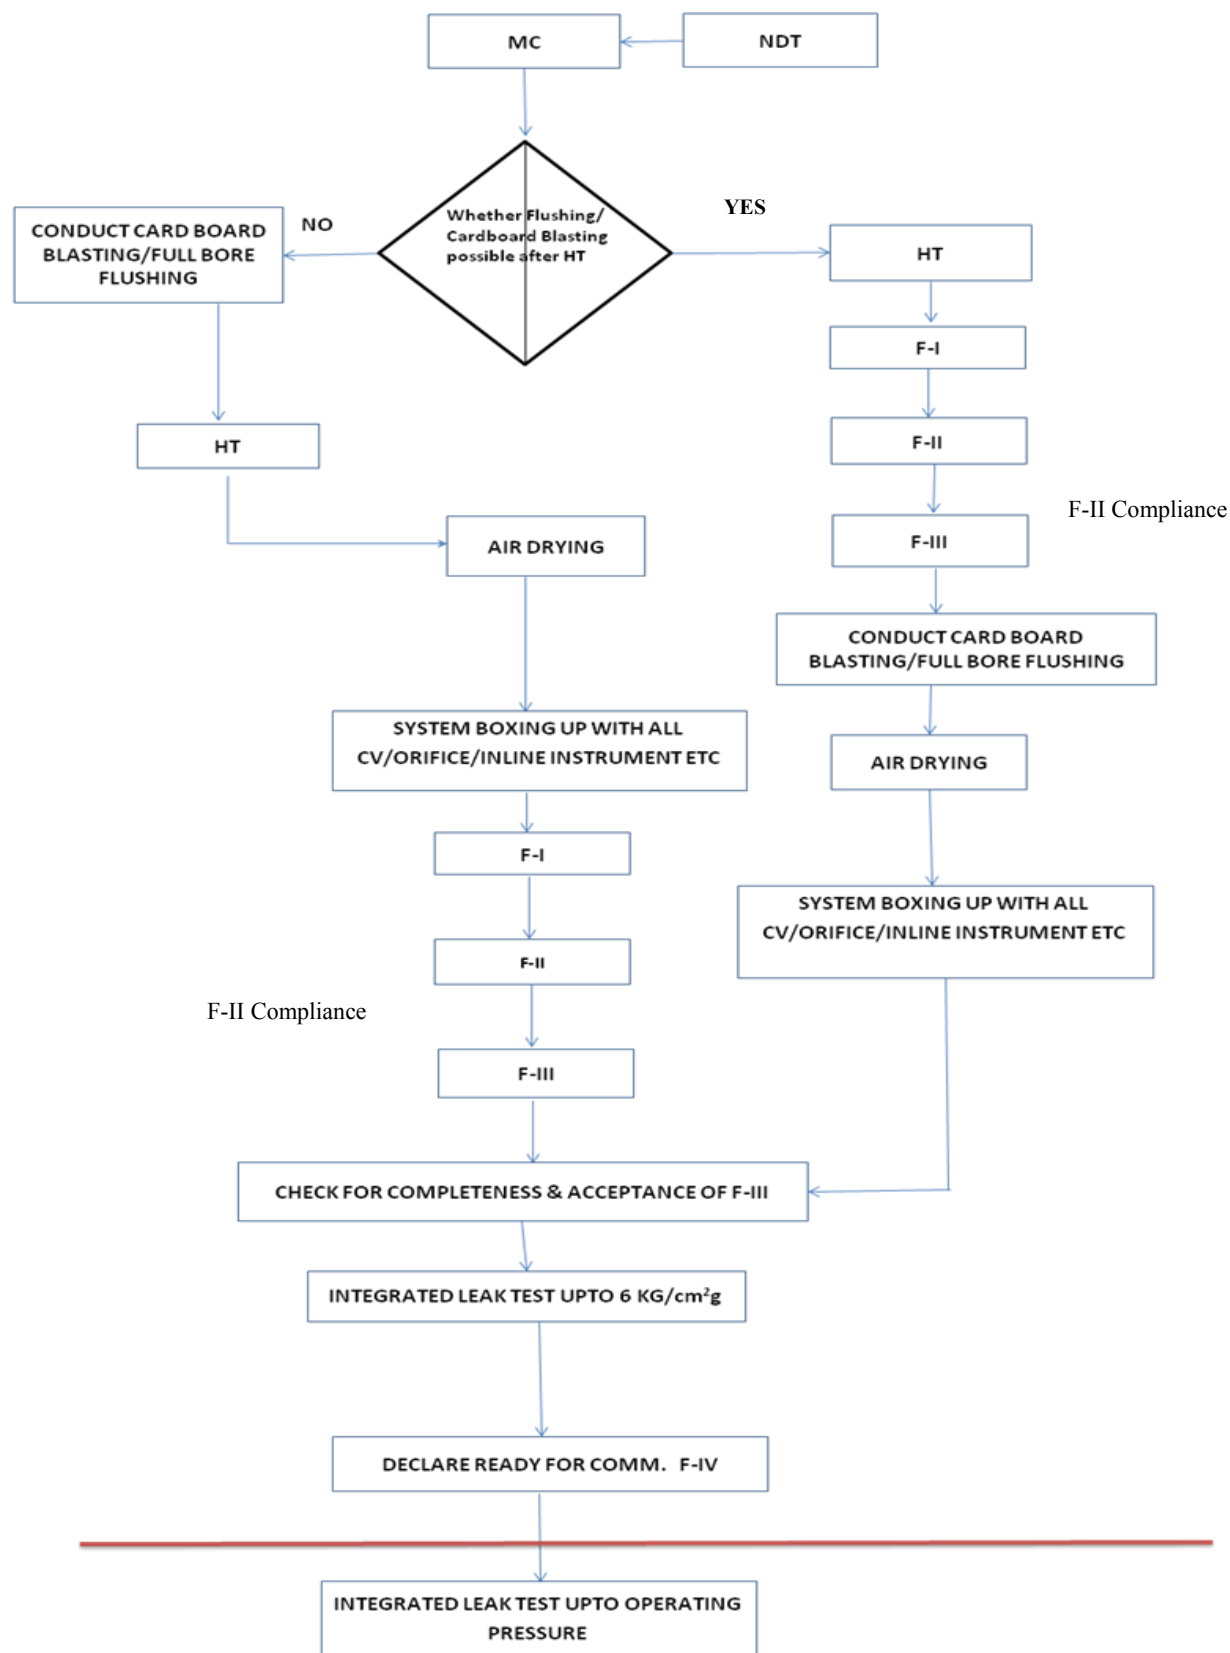 MC
NDT
Whether Flushing/
Cardboard Blasting
possible after HT
NO
YES
CONDUCT CARD BOARD
BLASTING/FULL BORE
FLUSHING
HT
HT
F-I
F-II
F-II Compliance
F-III
AIR DRYING
CONDUCT CARD BOARD
BLASTING/FULL BORE FLUSHING
AIR DRYING
SYSTEM BOXING UP WITH ALL
CV/ORIFICE/INLINE INSTRUMENT ETC
SYSTEM BOXING UP WITH ALL
CV/ORIFICE/INLINE INSTRUMENT ETC
F-I
F-II
F-II Compliance
F-III
CHECK FOR COMPLETENESS & ACCEPTANCE OF F-III
INTEGRATED LEAK TEST UPTO 6 KG/cm²g
DECLARE READY FOR COMM. F-IV
INTEGRATED LEAK TEST UPTO OPERATING
PRESSURE